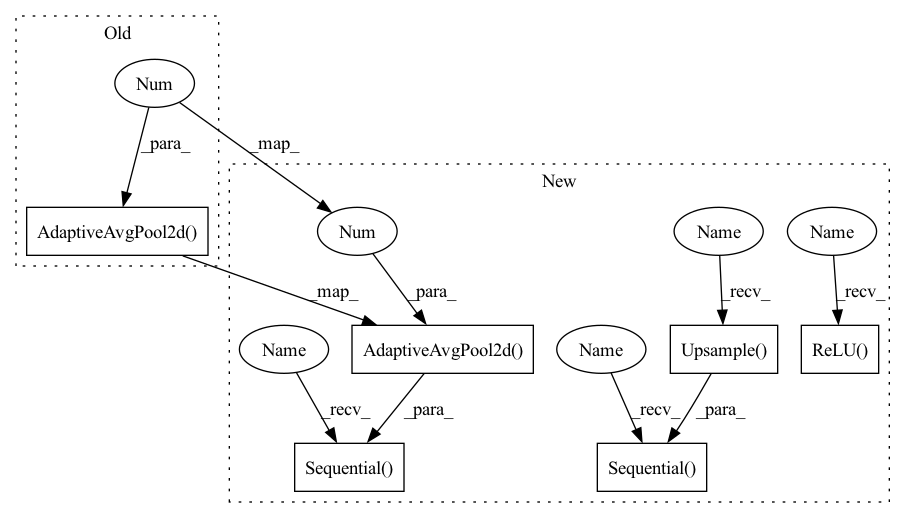 Old
Num
_para_
_map_
New
AdaptiveAvgPool2d()
Num
Name
Name
_map_
_para_
_recv_
_recv_
Name
AdaptiveAvgPool2d()
Name
Upsample()
ReLU()
_recv_
_para_
_recv_
_para_
Sequential()
Sequential()